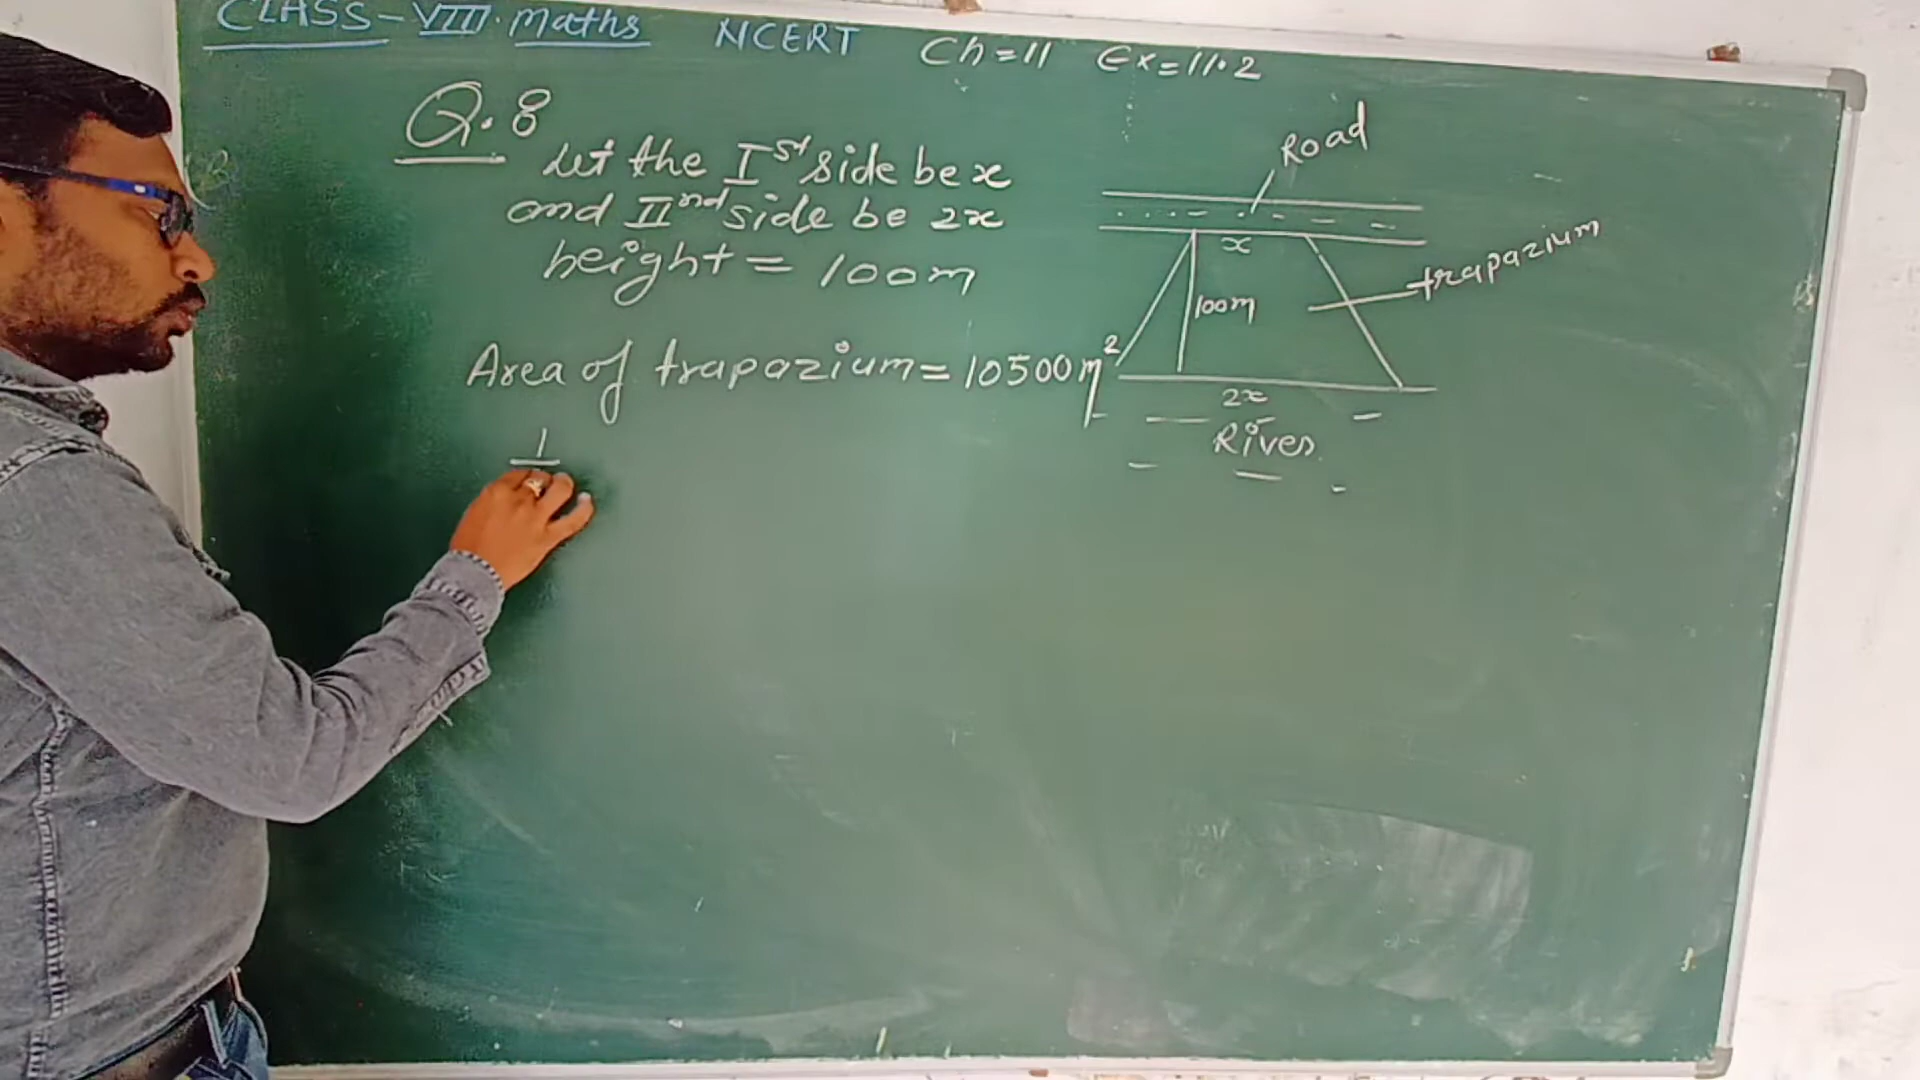 CLASS-VIII. Maths NCERT Ch=11 Ex=11.2
Q.8
Let the Ist side be x
and IInd side be 2x
height = 100m
Area of trapazium = 10500m²
1
Road
x
100m
trapazium
2x
River